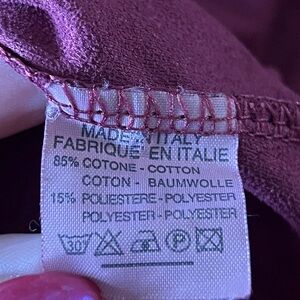 MADE IN ITALY
FABRIQUE' EN ITALIE
85% COTONE - COTTON
COTON - BAUMWOLLE
15% POLIESTERE - POLYESTER
POLYESTER - POLYESTER
30° P